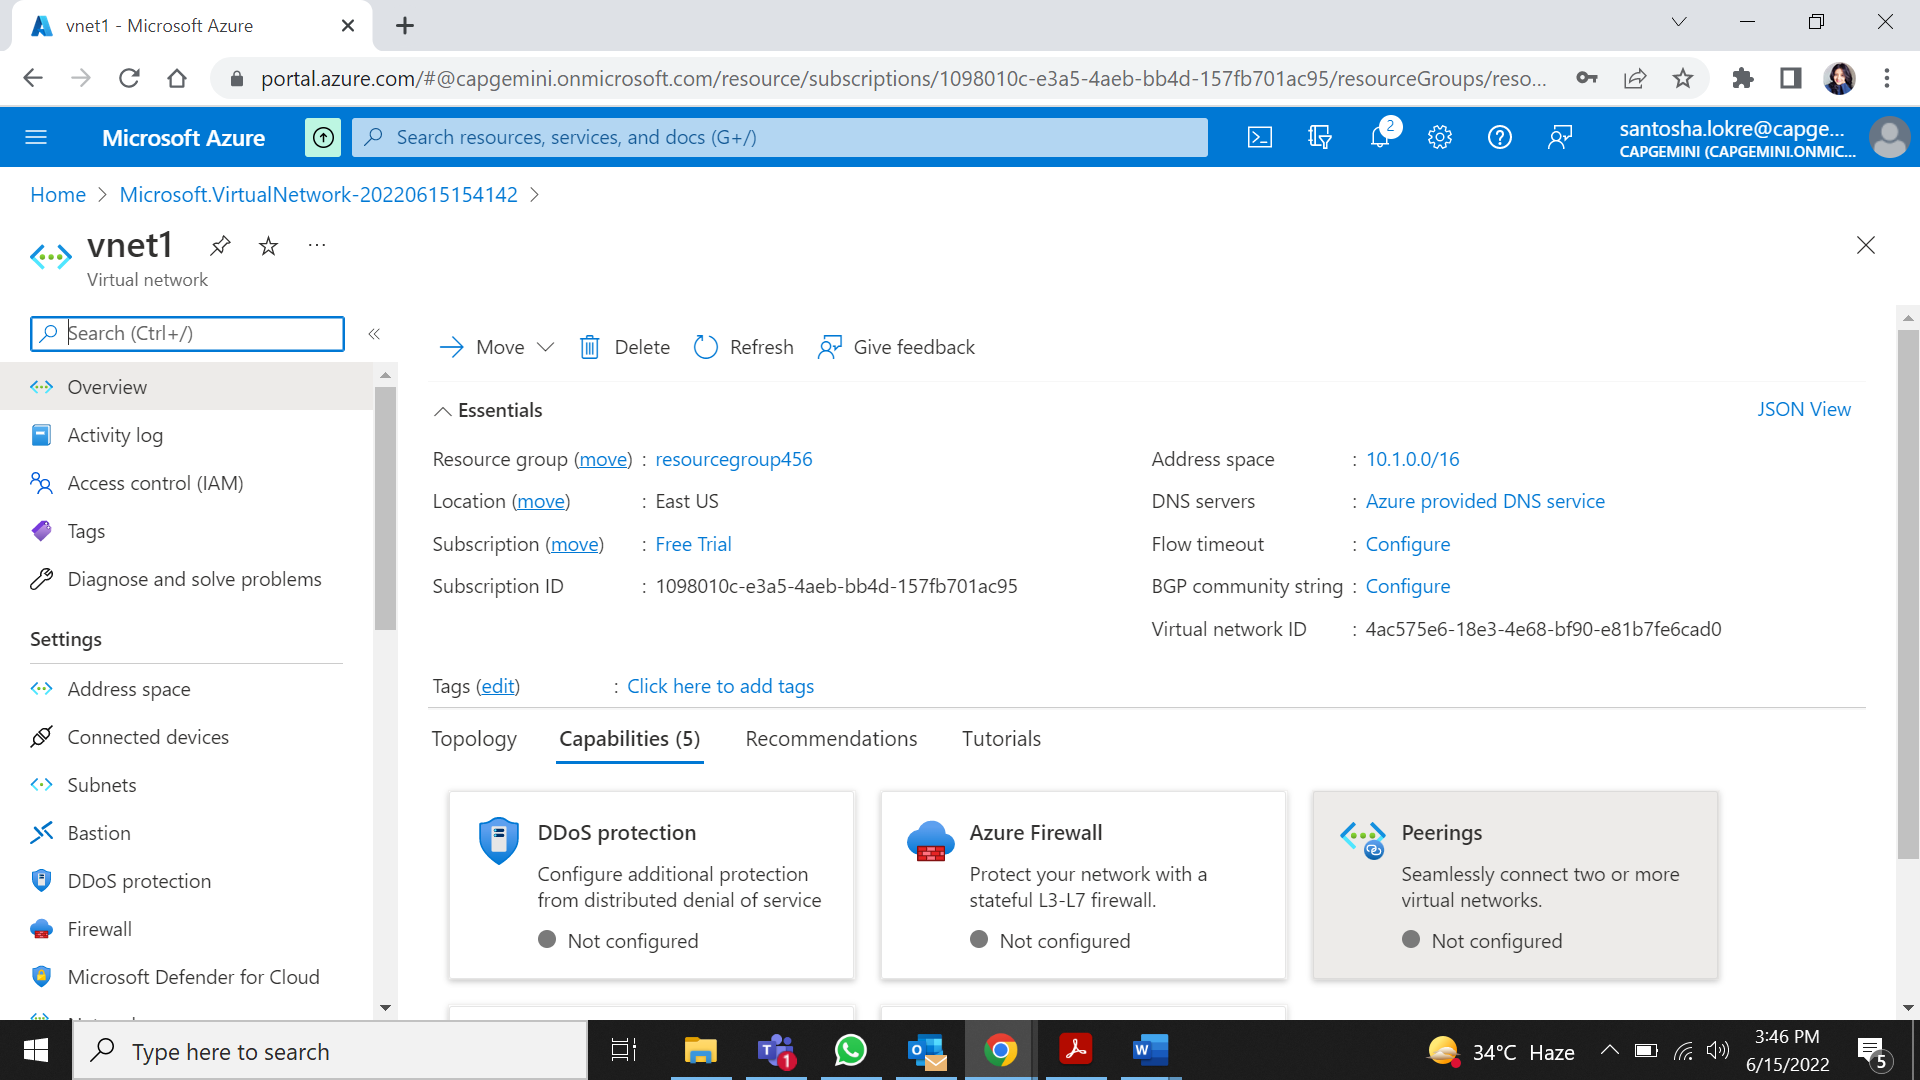 vnet1 - Microsoft Azure
portal.azure.com/#@capgemini.onmicrosoft.com/resource/subscriptions/1098010c-e3a5-4aeb-bb4d-157fb701ac95/resourceGroups/reso...
Microsoft Azure
Search resources, services, and docs (G+/)
2
santosha.lokre@capge...
CAPGEMINI (CAPGEMINI.ONMIC...
Home > Microsoft.VirtualNetwork-20220615154142 >
vnet1
Virtual network
Search (Ctrl+/)
Overview
Activity log
Access control (IAM)
Tags
Diagnose and solve problems
Settings
Address space
Connected devices
Subnets
Bastion
DDoS protection
Firewall
Microsoft Defender for Cloud
Move
Delete
Refresh
Give feedback
Essentials
JSON View
Resource group (move) : resourcegroup456
Location (move) : East US
Subscription (move) : Free Trial
Subscription ID : 1098010c-e3a5-4aeb-bb4d-157fb701ac95
Address space : 10.1.0.0/16
DNS servers : Azure provided DNS service
Flow timeout : Configure
BGP community string : Configure
Virtual network ID : 4ac575e6-18e3-4e68-bf90-e81b7fe6cad0
Tags (edit) : Click here to add tags
Topology
Capabilities (5)
Recommendations
Tutorials
DDoS protection
Configure additional protection
from distributed denial of service
Not configured
Azure Firewall
Protect your network with a
stateful L3-L7 firewall.
Not configured
Peerings
Seamlessly connect two or more
virtual networks.
Not configured
Type here to search
1
34°C Haze
3:46 PM
6/15/2022
5